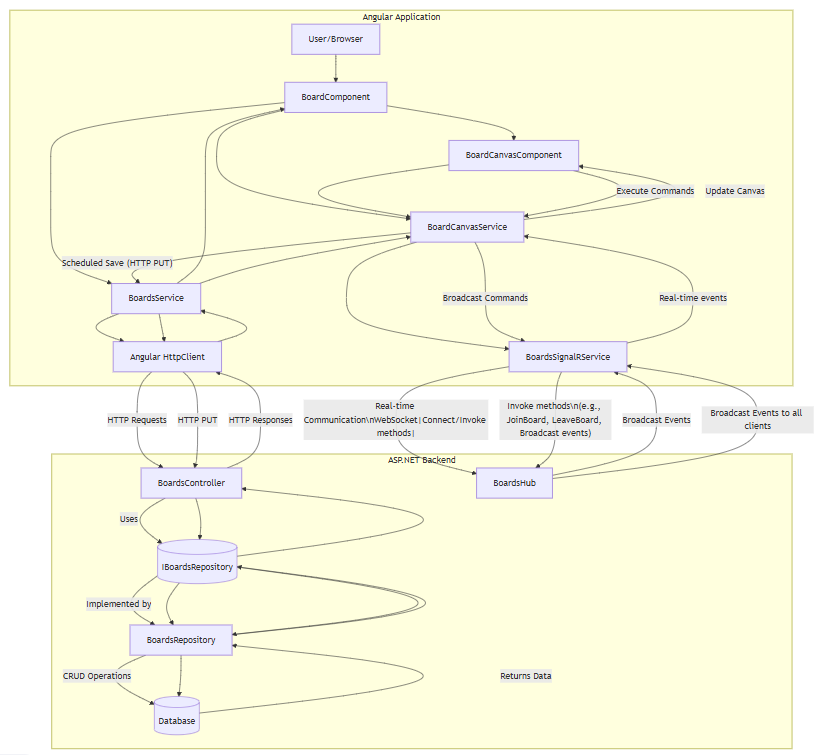 Angular Application
User/Browser
BoardComponent
BoardCanvasComponent
Execute Commands
Update Canvas
BoardCanvasService
Scheduled Save (HTTP PUT)
BoardsService
Broadcast Commands
Real-time events
Angular HttpClient
BoardsSignalRService
HTTP Requests
HTTP PUT
HTTP Responses
Real-time
Communication\nWebSocket|Connect/Invoke
methods|
Invoke methods\n(e.g.,
JoinBoard, LeaveBoard,
Broadcast events)
Broadcast Events
Broadcast Events to all
clients
ASP.NET Backend
BoardsController
BoardsHub
Uses
IBoardsRepository
Implemented by
BoardsRepository
CRUD Operations
Returns Data
Database